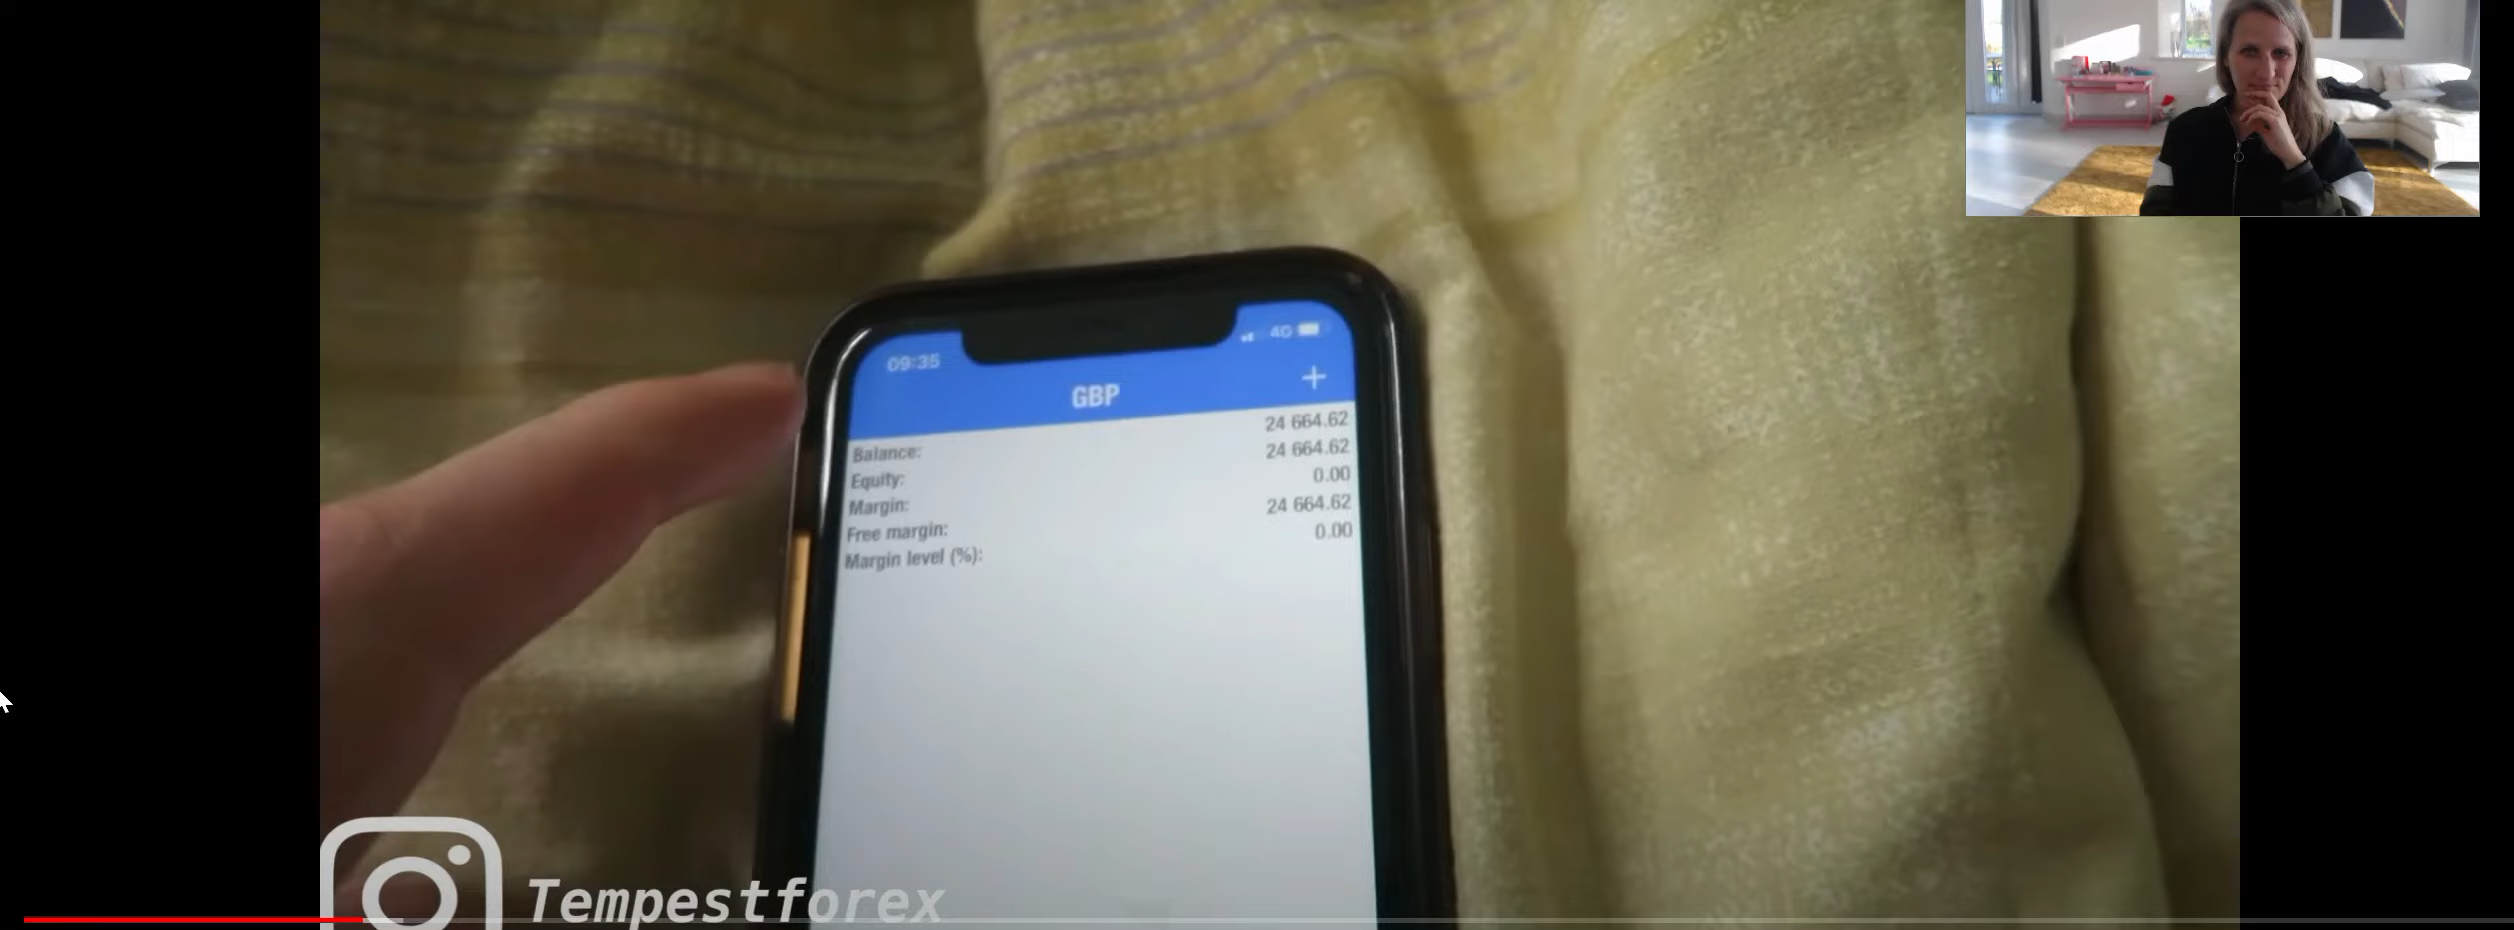 09:35
4G
GBP
+
24 664.62
Balance: 24 664.62
Equity: 0.00
Margin: 24 664.62
Free margin: 0.00
Margin level (%):
Tempestforex